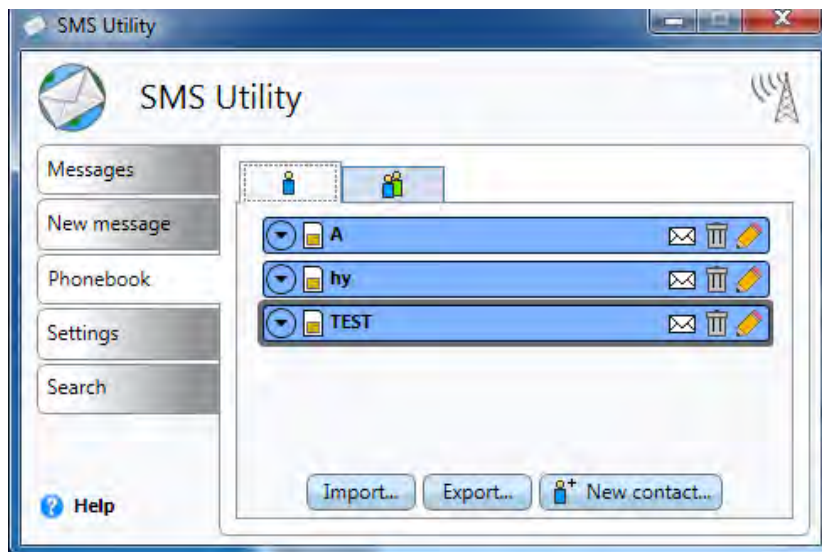 SMS Utility
SMS Utility
Messages
New message
Phonebook
Settings
Search
A
hy
TEST
Import...
Export...
New contact...
Help